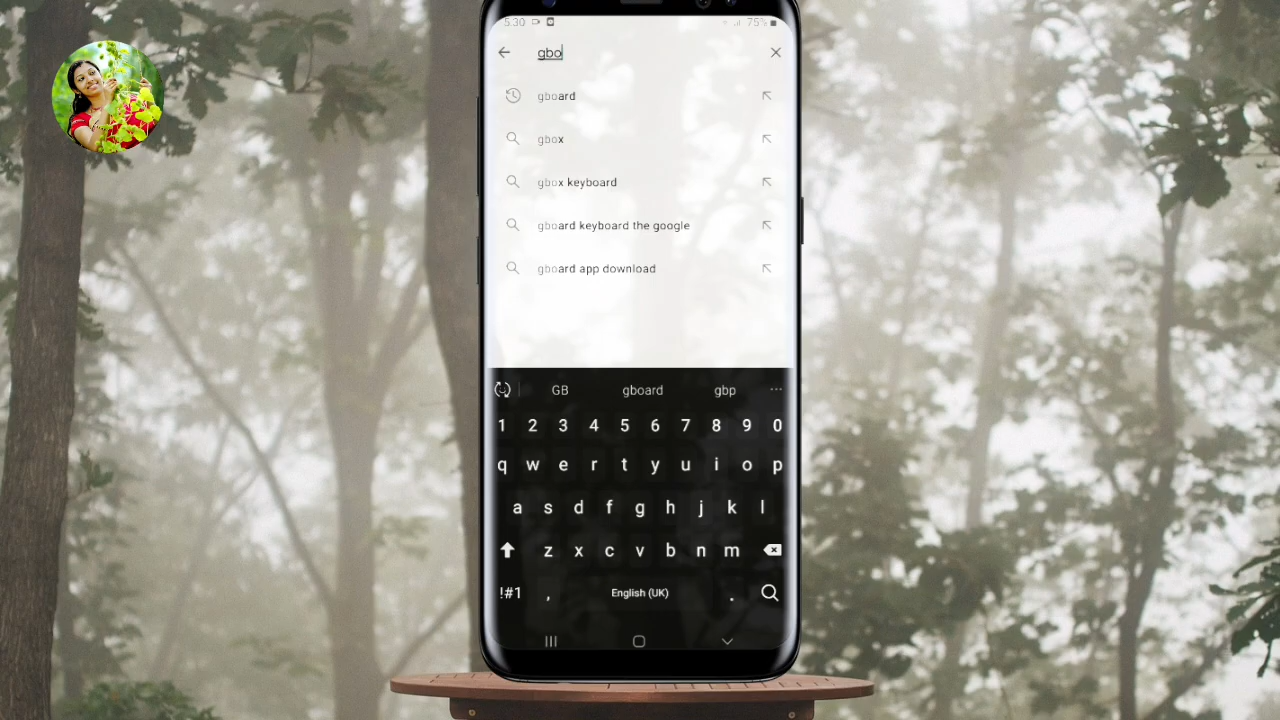 5.30 75%
gbo
gboard
gbox
gbox keyboard
gboard keyboard the google
gboard app download
GB gboard gbp ...
1 2 3 4 5 6 7 8 9 0
q w e r t y u i o p
a s d f g h j k l
z x c v b n m
!#1 , English (UK) .